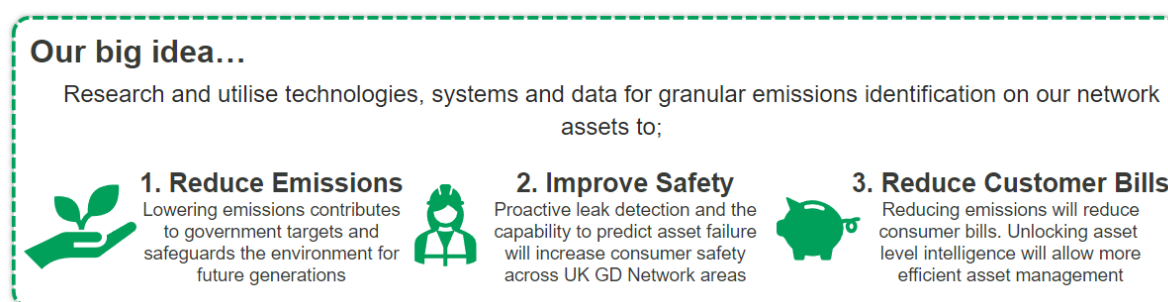 Our big idea…
Research and utilise technologies, systems and data for granular emissions identification on our network
assets to;
1. Reduce Emissions
Lowering emissions contributes
to government targets and
safeguards the environment for
future generations
2. Improve Safety
Proactive leak detection and the
capability to predict asset failure
will increase consumer safety
across UK GD Network areas
3. Reduce Customer Bills
Reducing emissions will reduce
consumer bills. Unlocking asset
level intelligence will allow more
efficient asset management